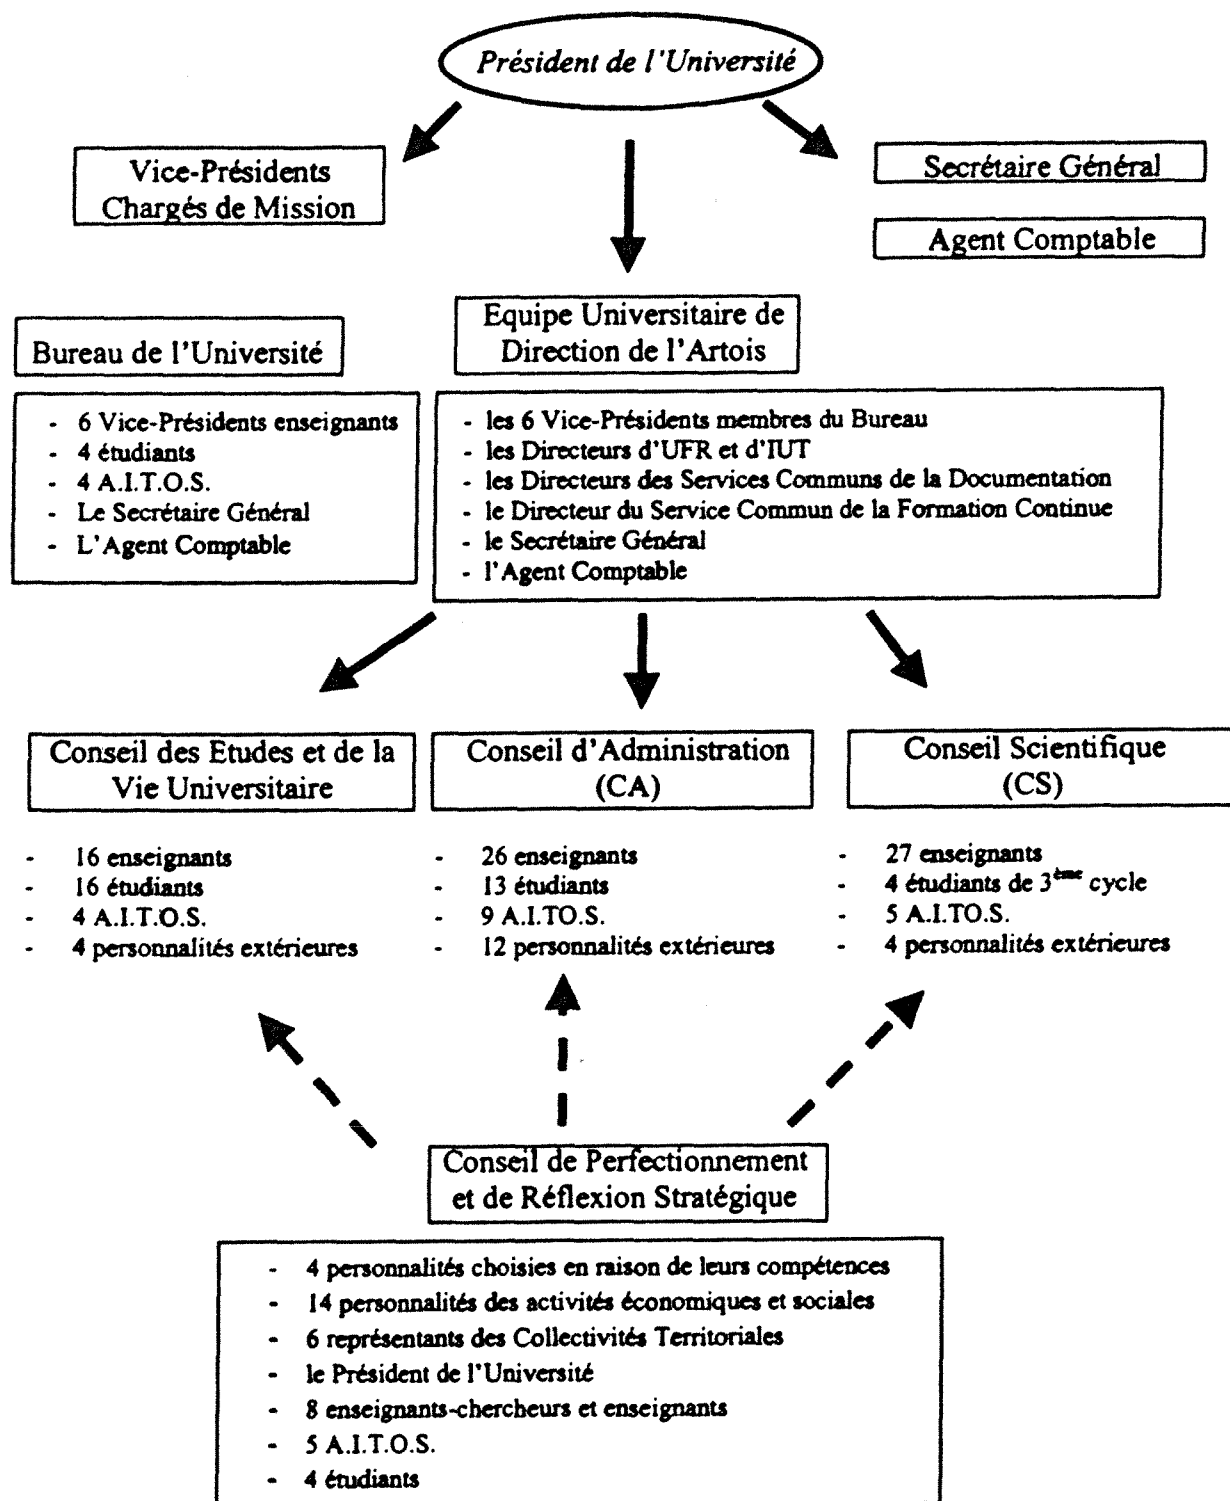 Président de l'Université
Vice-Présidents
Chargés de Mission
Secrétaire Général
Agent Comptable
Bureau de l'Université
- 6 Vice-Présidents enseignants
- 4 étudiants
- 4 A.I.T.O.S.
- Le Secrétaire Général
- L'Agent Comptable
Equipe Universitaire de
Direction de l'Artois
- les 6 Vice-Présidents membres du Bureau
- les Directeurs d'UFR et d'IUT
- les Directeurs des Services Communs de la Documentation
- le Directeur du Service Commun de la Formation Continue
- le Secrétaire Général
- l'Agent Comptable
Conseil des Etudes et de la
Vie Universitaire
- 16 enseignants
- 16 étudiants
- 4 A.I.T.O.S.
- 4 personnalités extérieures
Conseil d'Administration
(CA)
- 26 enseignants
- 13 étudiants
- 9 A.I.TO.S.
- 12 personnalités extérieures
Conseil Scientifique
(CS)
- 27 enseignants
- 4 étudiants de 3ème cycle
- 5 A.I.TO.S.
- 4 personnalités extérieures
Conseil de Perfectionnement
et de Réflexion Stratégique
- 4 personnalités choisies en raison de leurs compétences
- 14 personnalités des activités économiques et sociales
- 6 représentants des Collectivités Territoriales
- le Président de l'Université
- 8 enseignants-chercheurs et enseignants
- 5 A.I.T.O.S.
- 4 étudiants